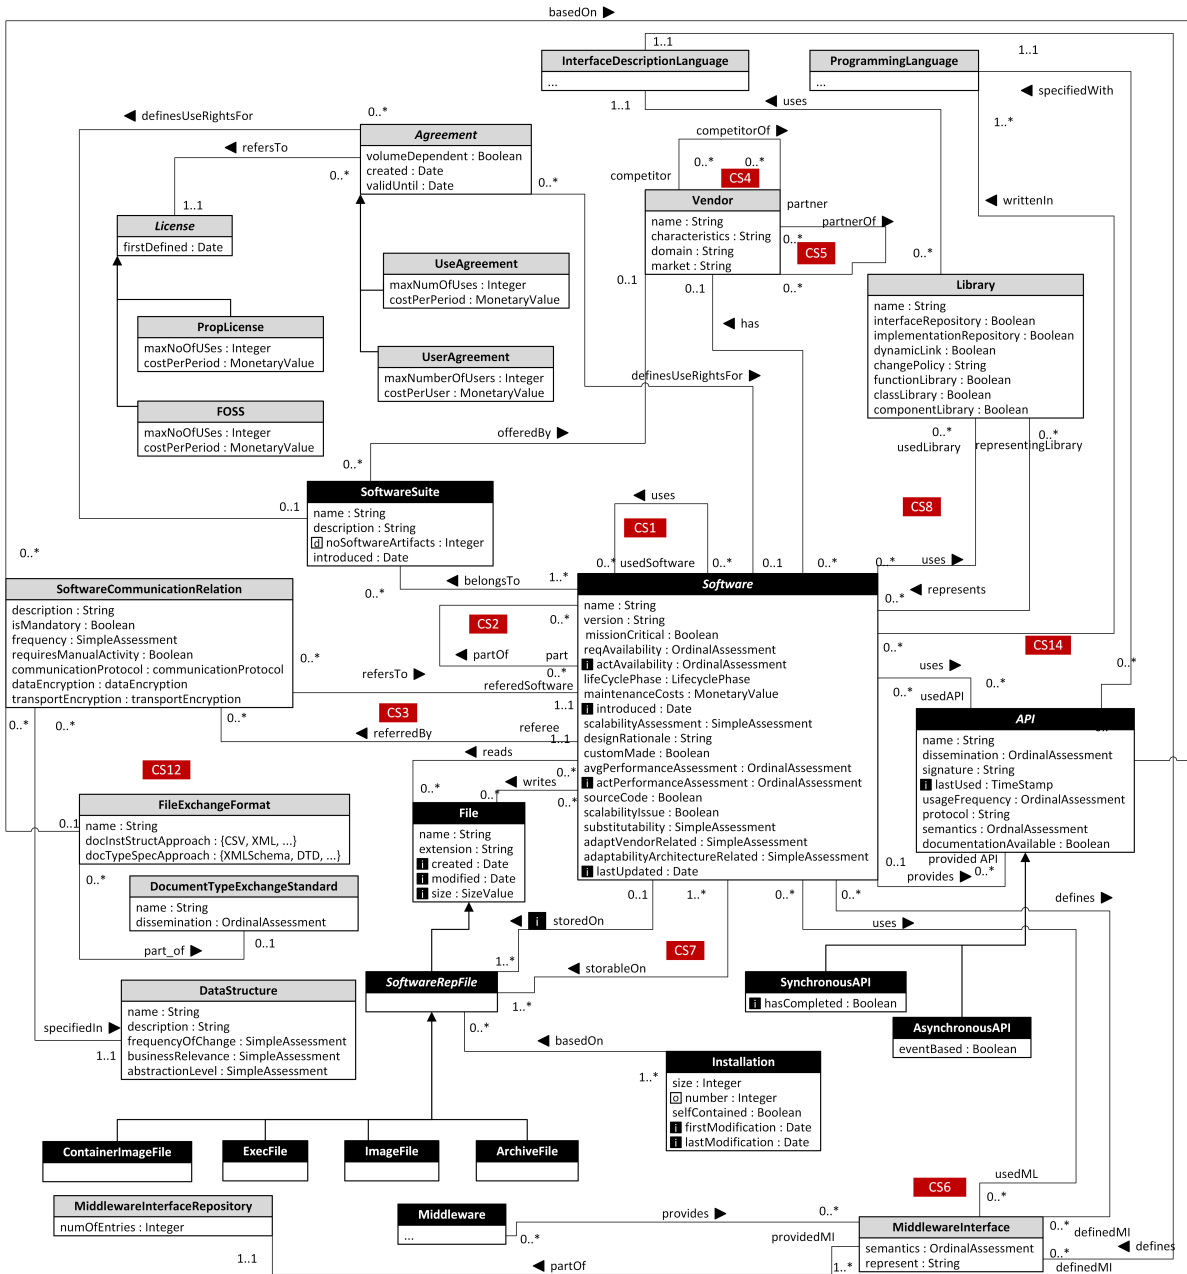 basedOn ▶
1..1
InterfaceDescriptionLanguage
...
ProgrammingLanguage
...
1..1
◀ specifiedWith
◀ uses
1..1
1..*
◀ definesUseRightsFor
0..*
Agreement
volumeDependent : Boolean
created : Date
validUntil : Date
◀ refersTo
0..*
0..*
1..1
License
firstDefined : Date
competitorOf ▶
0..*
0..*
competitor
CS4
Vendor
name : String
characteristics : String
domain : String
market : String
partner
partnerOf ▶
0..*
CS5
0..*
0..1
0..1
◀ writtenIn
0..*
Library
name : String
interfaceRepository : Boolean
implementationRepository : Boolean
dynamicLink : Boolean
changePolicy : String
functionLibrary : Boolean
classLibrary : Boolean
componentLibrary : Boolean
UseAgreement
maxNumOfUses : Integer
costPerPeriod : MonetaryValue
PropLicense
maxNoOfUSes : Integer
costPerPeriod : MonetaryValue
◀ has
UserAgreement
maxNumberOfUsers : Integer
costPerUser : MonetaryValue
definesUseRightsFor ▶
FOSS
maxNoOfUSes : Integer
costPerPeriod : MonetaryValue
offeredBy ▶
0..*
0..*
usedLibrary
0..*
representingLibrary
SoftwareSuite
name : String
description : String
d noSoftwareArtifacts : Integer
introduced : Date
0..1
◀ uses
CS1
CS8
0..*
usedSoftware
0..*
0..1
0..*
0..*
uses ▶
0..*
◀ belongsTo
1..*
0..*
◀ represents
0..*
SoftwareCommunicationRelation
description : String
isMandatory : Boolean
frequency : SimpleAssessment
requiresManualActivity : Boolean
communicationProtocol : communicationProtocol
dataEncryption : dataEncryption
transportEncryption : transportEncryption
Software
name : String
version : String
missionCritical : Boolean
reqAvailability : OrdinalAssessment
i actAvailability : OrdinalAssessment
lifeCyclePhase : LifecyclePhase
maintenanceCosts : MonetaryValue
i introduced : Date
scalabilityAssessment : SimpleAssessment
designRationale : String
customMade : Boolean
avgPerformanceAssessment : OrdinalAssessment
i actPerformanceAssessment : OrdinalAssessment
sourceCode : Boolean
scalabilityIssue : Boolean
substitutability : SimpleAssessment
adaptVendorRelated : SimpleAssessment
adaptabilityArchitectureRelated : SimpleAssessment
i lastUpdated : Date
CS2
0..*
◀ partOf
part
0..*
0..*
refersTo ▶
referedSoftware
1..1
CS3
◀ referredBy
referee
1..1
0..*
0..*
0..*
CS14
uses ▶
0..*
0..*
usedAPI
0..*
API
name : String
dissemination : OrdinalAssessment
signature : String
i lastUsed : TimeStamp
usageFrequency : OrdinalAssessment
protocol : String
semantics : OrdnalAssessment
documentationAvailable : Boolean
◀ reads
0..*
◀ writes
0..*
0..*
0..*
CS12
FileExchangeFormat
name : String
docInstStructApproach : {CSV, XML, ...}
docTypeSpecApproach : {XMLSchema, DTD, ...}
0..1
0..*
File
name : String
extension : String
i created : Date
i modified : Date
i size : SizeValue
0..1
provided API
provides ▶
0..*
DocumentTypeExchangeStandard
name : String
dissemination : OrdinalAssessment
part_of ▶
0..1
0..1
1..*
0..*
0..*
defines ▶
◀ i storedOn
uses ▶
CS7
1..*
◀ storableOn
1..*
SoftwareRepFile
SynchronousAPI
i hasCompleted : Boolean
AsynchronousAPI
eventBased : Boolean
DataStructure
name : String
description : String
frequencyOfChange : SimpleAssessment
businessRelevance : SimpleAssessment
abstractionLevel : SimpleAssessment
specifiedIn ▶
1..1
0..*
◀ basedOn
1..*
Installation
size : Integer
o number : Integer
selfContained : Boolean
i firstModification : Date
i lastModification : Date
ContainerImageFile
ExecFile
ImageFile
ArchiveFile
CS6
usedML
0..*
MiddlewareInterfaceRepository
numOfEntries : Integer
1..1
Middleware
...
0..*
provides ▶
0..*
providedMI
MiddlewareInterface
semantics : OrdinalAssessment
represent : String
0..*
definedMI
◀ defines
0..*
definedMI
◀ partOf
1..*